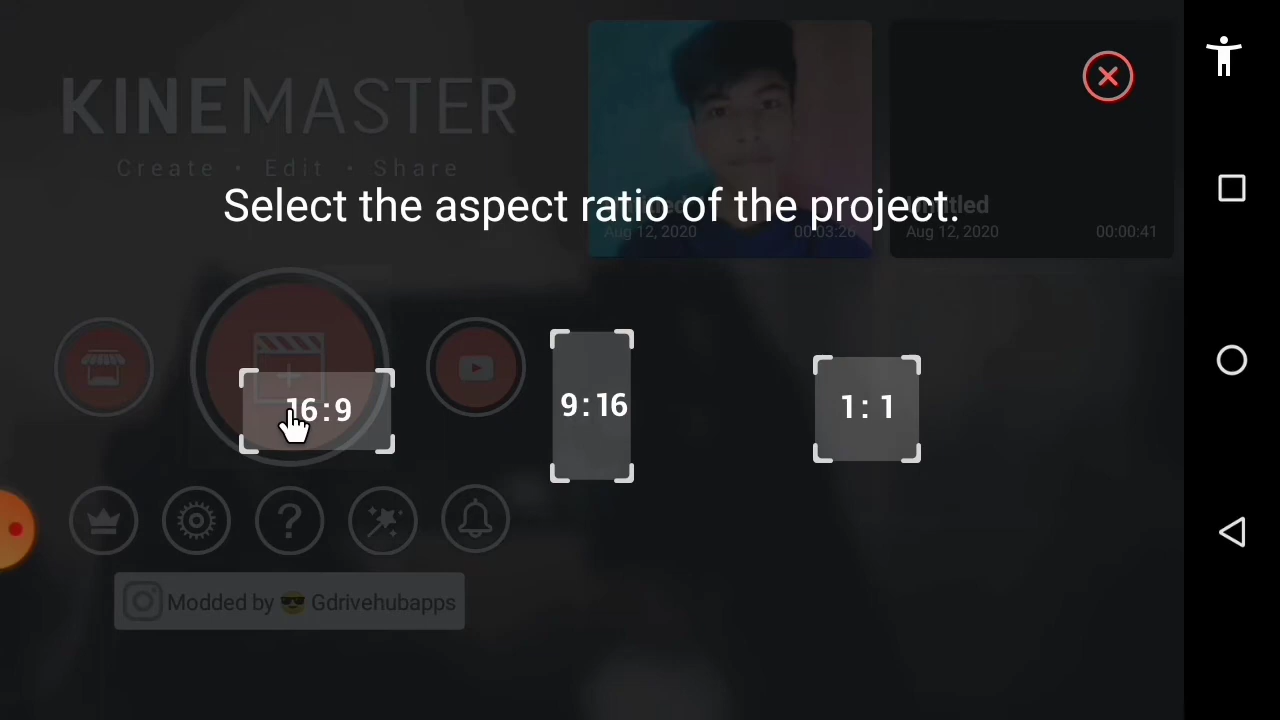 KINEMASTER
Create • Edit • Share
Select the aspect ratio of the project.
Aug 12, 2020 00:03:26
Aug 12, 2020 00:00:41
16:9
9:16
1:1
?
Modded by 😎 Gdrivehubapps